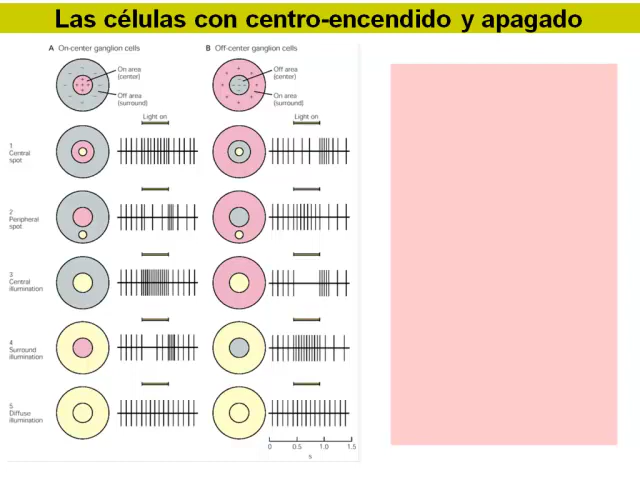 Las células con centro-encendido y apagado
A On-center ganglion cells
B Off-center ganglion cells
On area
(center)
Off area
(surround)
Off area
(center)
On area
(surround)
Light on
Light on
1
Central
spot
2
Peripheral
spot
3
Central
illumination
4
Surround
illumination
5
Diffuse
illumination
0 0.5 1.0 1.5
s